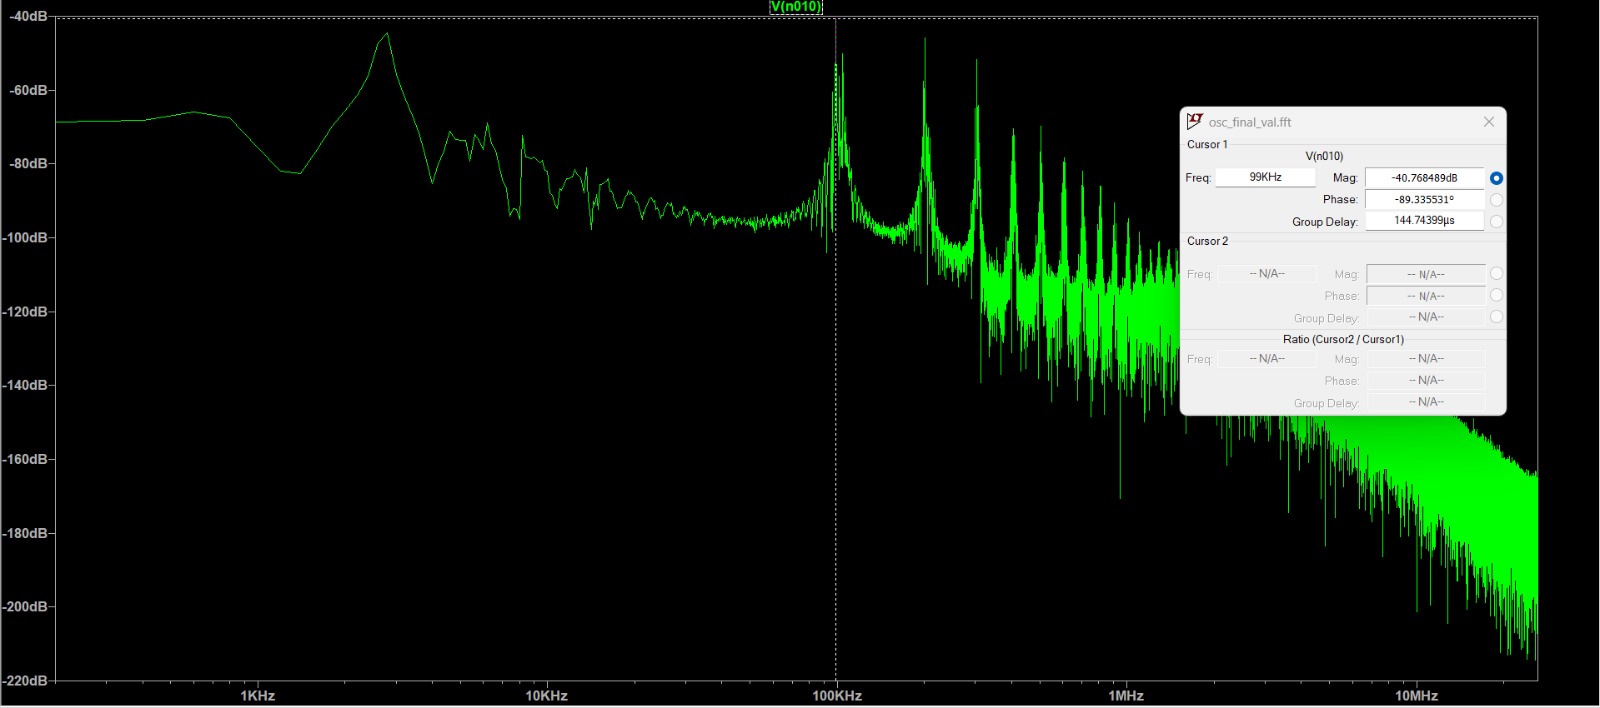 V(n010)
-40dB
-60dB
-80dB
-100dB
-120dB
-140dB
-160dB
-180dB
-200dB
-220dB
1KHz
10KHz
100KHz
1MHz
10MHz
osc_final_val.fft
Cursor 1
V(n010)
Freq: 99KHz Mag: -40.768489dB
Phase: -89.335531°
Group Delay: 144.74399µs
Cursor 2
Freq: -- N/A-- Mag: -- N/A--
Phase: -- N/A--
Group Delay: -- N/A--
Ratio (Cursor2 / Cursor1)
Freq: -- N/A-- Mag: -- N/A--
Phase: -- N/A--
Group Delay: -- N/A--